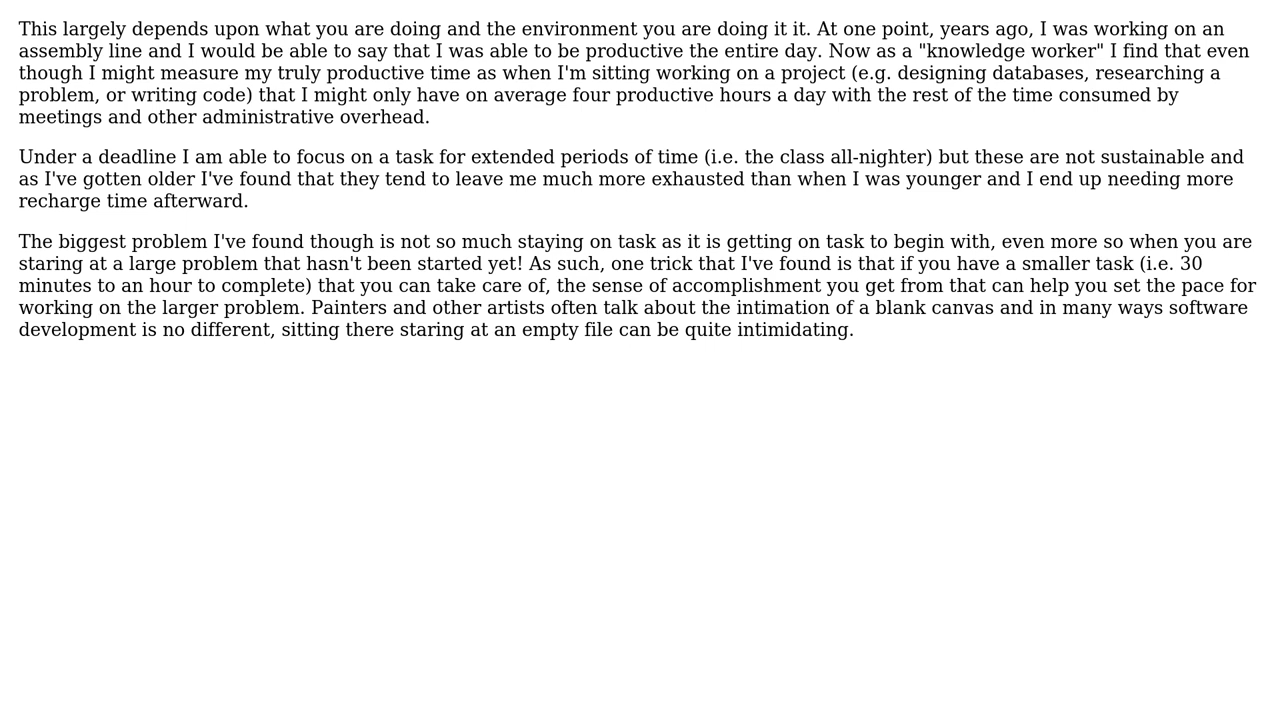 This largely depends upon what you are doing and the environment you are doing it it. At one point, years ago, I was working on an
assembly line and I would be able to say that I was able to be productive the entire day. Now as a "knowledge worker" I find that even
though I might measure my truly productive time as when I'm sitting working on a project (e.g. designing databases, researching a
problem, or writing code) that I might only have on average four productive hours a day with the rest of the time consumed by
meetings and other administrative overhead.
Under a deadline I am able to focus on a task for extended periods of time (i.e. the class all-nighter) but these are not sustainable and
as I've gotten older I've found that they tend to leave me much more exhausted than when I was younger and I end up needing more
recharge time afterward.
The biggest problem I've found though is not so much staying on task as it is getting on task to begin with, even more so when you are
staring at a large problem that hasn't been started yet! As such, one trick that I've found is that if you have a smaller task (i.e. 30
minutes to an hour to complete) that you can take care of, the sense of accomplishment you get from that can help you set the pace for
working on the larger problem. Painters and other artists often talk about the intimation of a blank canvas and in many ways software
development is no different, sitting there staring at an empty file can be quite intimidating.